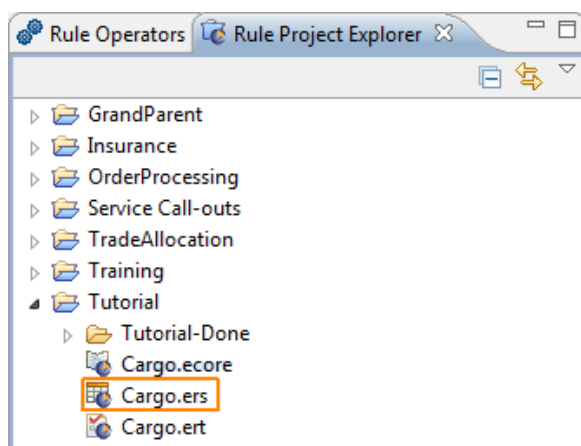 Rule Operators Rule Project Explorer
GrandParent
Insurance
OrderProcessing
Service Call-outs
TradeAllocation
Training
Tutorial
Tutorial-Done
Cargo.ecore
Cargo.ers
Cargo.ert